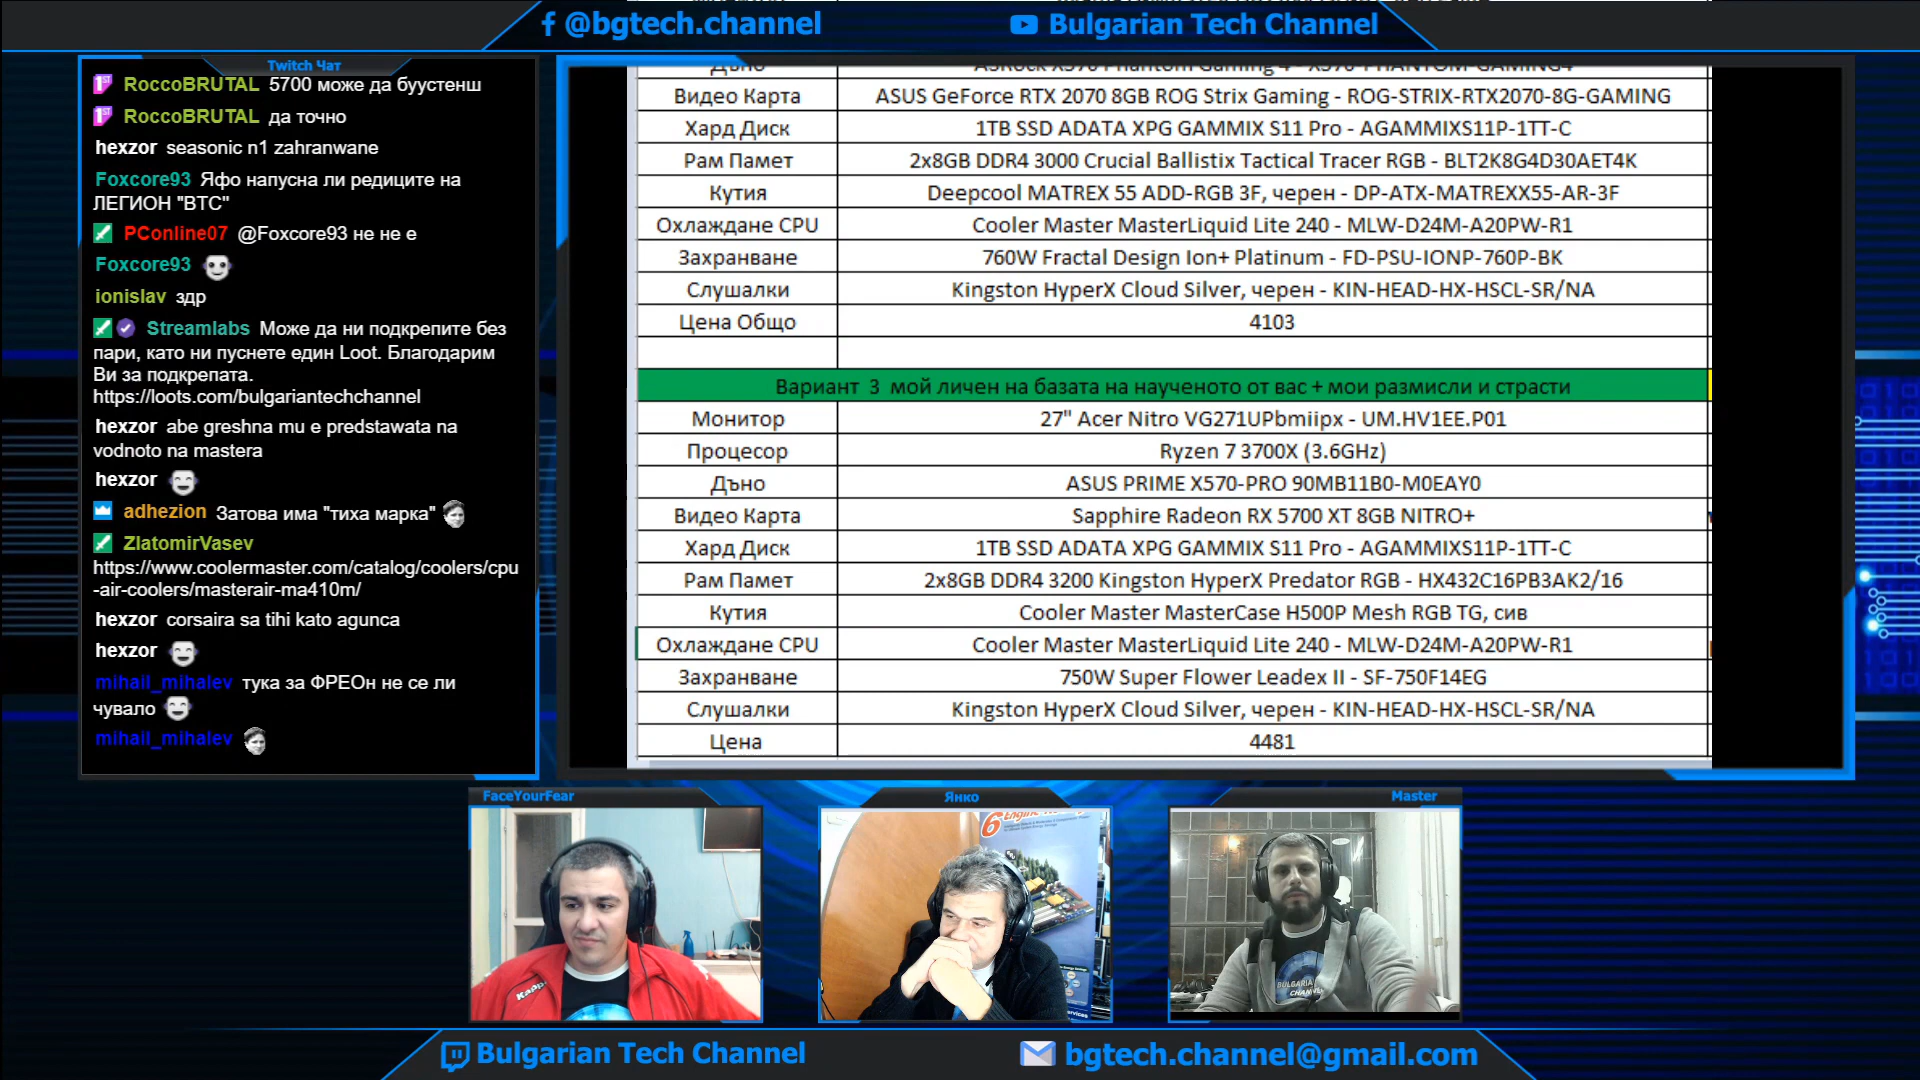 @bgtech.channel
Bulgarian Tech Channel
Twitch Чат
RoccoBRUTAL 5700 може да буустенш
RoccoBRUTAL да точно
hexzor seasonic n1 zahranwane
Foxcore93 Яфо напусна ли редиците на
ЛЕГИОН "BTC"
PConline07 @Foxcore93 не не е
Foxcore93
ionislav здр
Streamlabs Може да ни подкрепите без
пари, като ни пуснете един Loot. Благодарим
Ви за подкрепата.
https://loots.com/bulgariantechchannel
hexzor abe greshna mu e predstawata na
vodnoto na mastera
hexzor
adhezion Затова има "тиха марка"
ZlatomirVasev
https://www.coolermaster.com/catalog/coolers/cpu
-air-coolers/masterair-ma410m/
hexzor corsaira sa tihi kato agunca
hexzor
mihail_mihalev тука за ФРЕОн не се ли
чувало
mihail_mihalev
Дъно ASRock X570 Phantom Gaming 4 - X570-PHANTOM-GAMING4
Видео Карта ASUS GeForce RTX 2070 8GB ROG Strix Gaming - ROG-STRIX-RTX2070-8G-GAMING
Хард Диск 1TB SSD ADATA XPG GAMMIX S11 Pro - AGAMMIXS11P-1TT-C
Рам Памет 2x8GB DDR4 3000 Crucial Ballistix Tactical Tracer RGB - BLT2K8G4D30AET4K
Кутия Deepcool MATREX 55 ADD-RGB 3F, черен - DP-ATX-MATREXX55-AR-3F
Охлаждане CPU Cooler Master MasterLiquid Lite 240 - MLW-D24M-A20PW-R1
Захранване 760W Fractal Design Ion+ Platinum - FD-PSU-IONP-760P-BK
Слушалки Kingston HyperX Cloud Silver, черен - KIN-HEAD-HX-HSCL-SR/NA
Цена Общо 4103
Вариант 3 мой личен на базата на наученото от вас + мои размисли и страсти
Монитор 27" Acer Nitro VG271UPbmiipx - UM.HV1EE.P01
Процесор Ryzen 7 3700X (3.6GHz)
Дъно ASUS PRIME X570-PRO 90MB11B0-M0EAY0
Видео Карта Sapphire Radeon RX 5700 XT 8GB NITRO+
Хард Диск 1TB SSD ADATA XPG GAMMIX S11 Pro - AGAMMIXS11P-1TT-C
Рам Памет 2x8GB DDR4 3200 Kingston HyperX Predator RGB - HX432C16PB3AK2/16
Кутия Cooler Master MasterCase H500P Mesh RGB TG, сив
Охлаждане CPU Cooler Master MasterLiquid Lite 240 - MLW-D24M-A20PW-R1
Захранване 750W Super Flower Leadex II - SF-750F14EG
Слушалки Kingston HyperX Cloud Silver, черен - KIN-HEAD-HX-HSCL-SR/NA
Цена 4481
FaceYourFear
Янко
Master
Kappa
6 Engine
Bulgarian Tech Channel
bgtech.channel@gmail.com